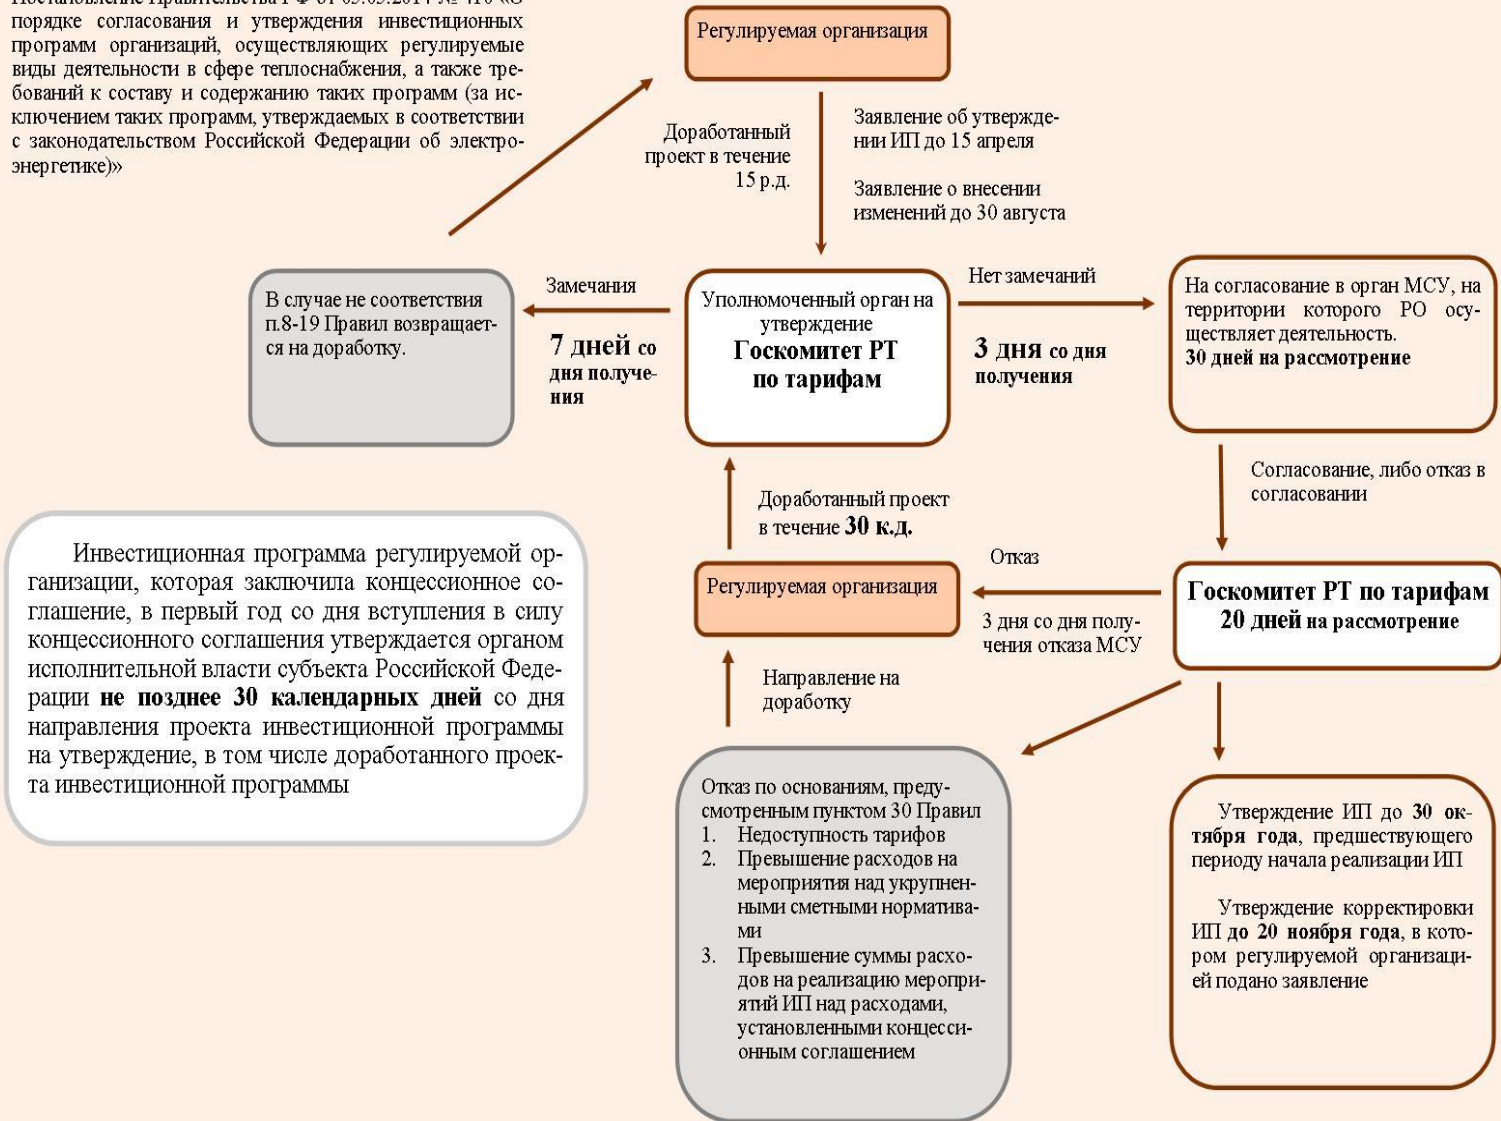 Постановление Правительства РФ от 05.05.2014 № 410 «О
порядке согласования и утверждения инвестиционных
программ организаций, осуществляющих регулируемые
виды деятельности в сфере теплоснабжения, а также тре-
бований к составу и содержанию таких программ (за ис-
ключением таких программ, утверждаемых в соответствии
с законодательством Российской Федерации об электро-
энергетике)»
Регулируемая организация
Доработанный
проект в течение
15 р.д.
Заявление об утвержде-
нии ИП до 15 апреля
Заявление о внесении
изменений до 30 августа
В случае не соответствия
п.8-19 Правил возвращает-
ся на доработку.
Замечания
7 дней со
дня получе-
ния
Уполномоченный орган на
утверждение
Госкомитет РТ
по тарифам
Нет замечаний
3 дня со дня
получения
На согласование в орган МСУ, на
территории которого РО осу-
ществляет деятельность.
30 дней на рассмотрение
Согласование, либо отказ в
согласовании
Доработанный проект
в течение 30 к.д.
Инвестиционная программа регулируемой ор-
ганизации, которая заключила концессионное со-
глашение, в первый год со дня вступления в силу
концессионного соглашения утверждается органом
исполнительной власти субъекта Российской Феде-
рации не позднее 30 календарных дней со дня
направления проекта инвестиционной программы
на утверждение, в том числе доработанного проек-
та инвестиционной программы
Регулируемая организация
Отказ
3 дня со дня полу-
чения отказа МСУ
Госкомитет РТ по тарифам
20 дней на рассмотрение
Направление на
доработку
Отказ по основаниям, преду-
смотренным пунктом 30 Правил
1. Недоступность тарифов
2. Превышение расходов на
мероприятия над укрупнен-
ными сметными норматива-
ми
3. Превышение суммы расхо-
дов на реализацию меропри-
ятий ИП над расходами,
установленными концесси-
онным соглашением
Утверждение ИП до 30 ок-
тября года, предшествующего
периоду начала реализации ИП
Утверждение корректировки
ИП до 20 ноября года, в кото-
ром регулируемой организаци-
ей подано заявление